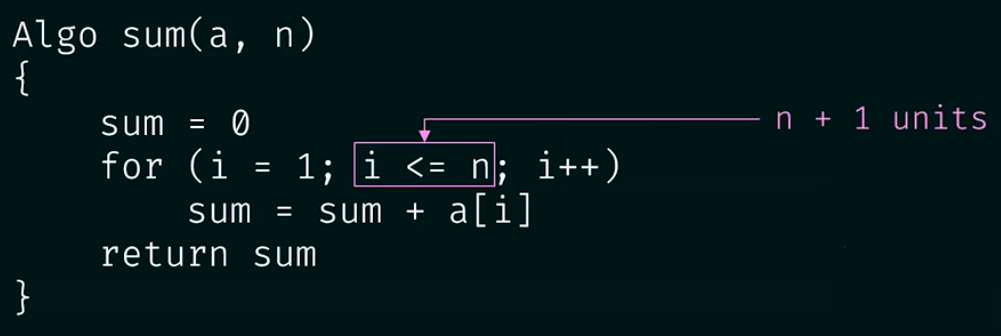 Algo sum(a, n)
{
sum = 0
n + 1 units
for (i = 1; i <= n; i++)
sum = sum + a[i]
return sum
}